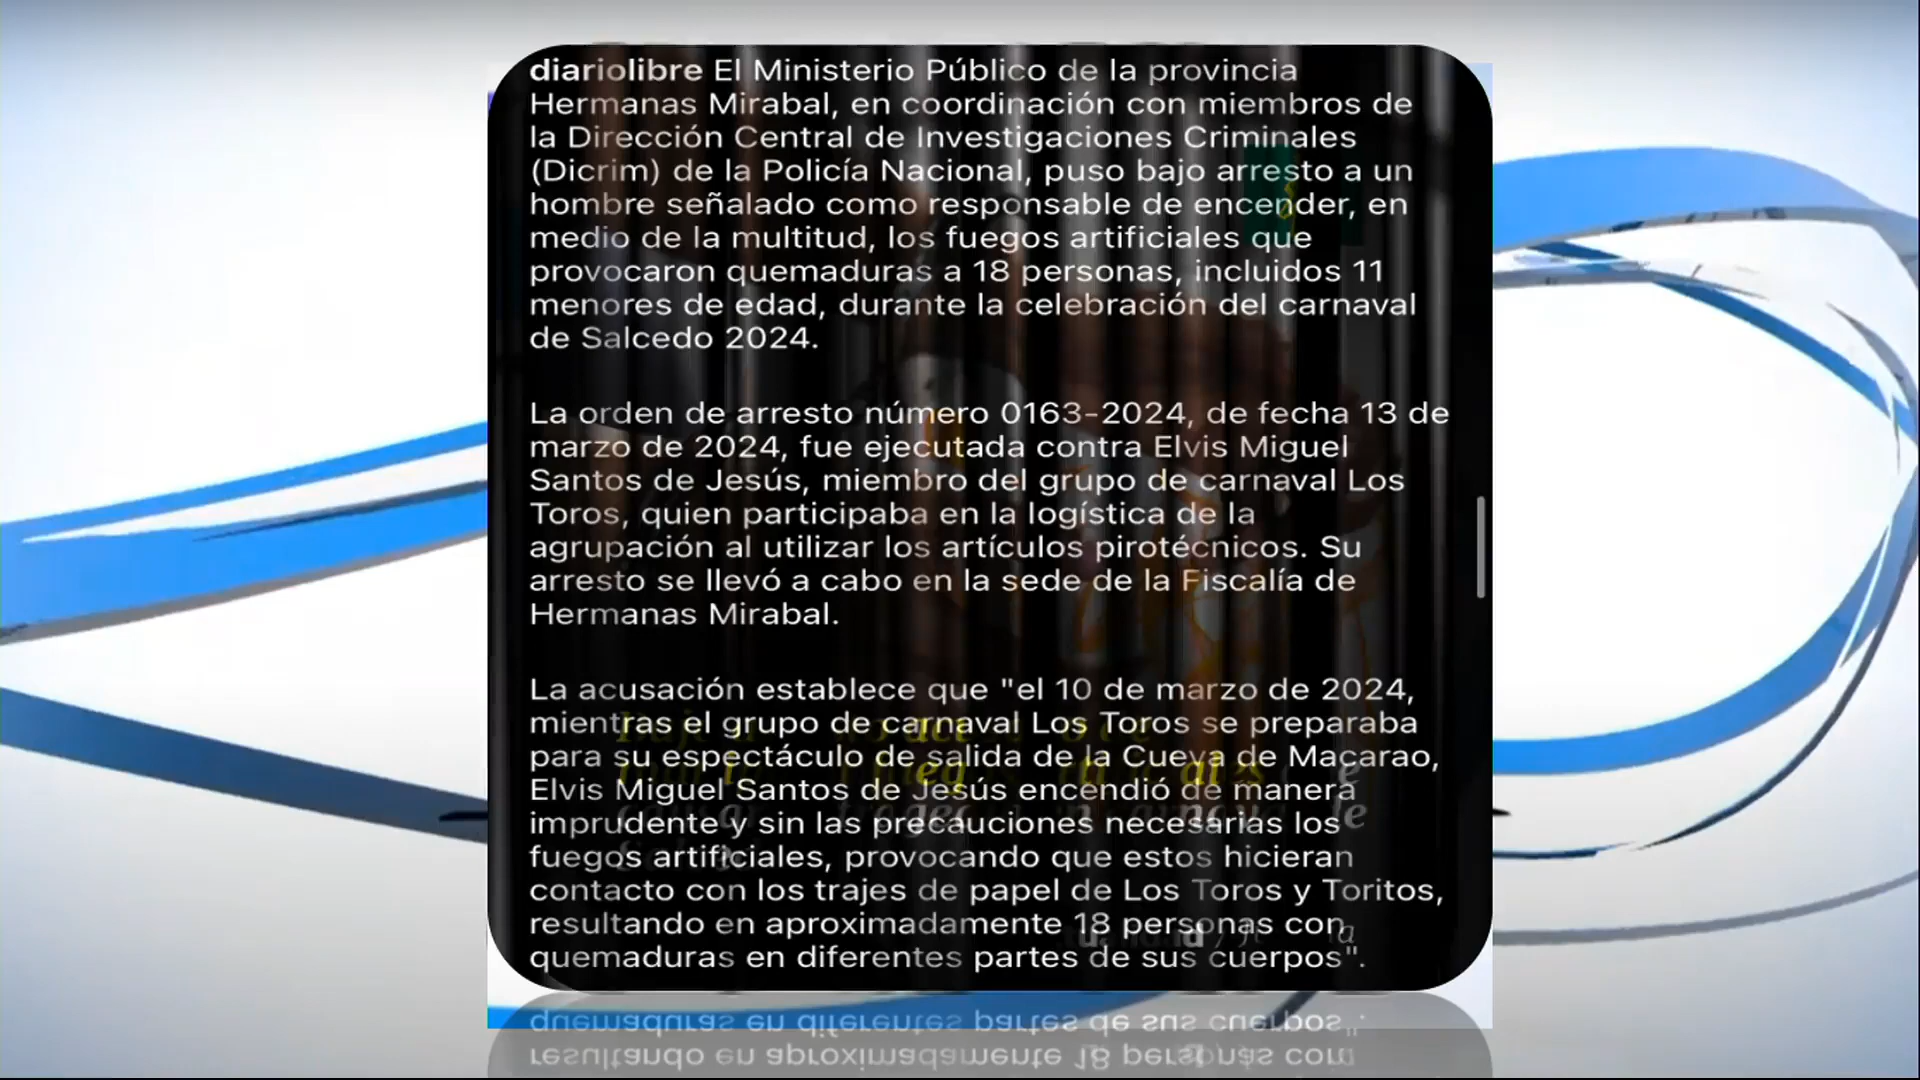 diariolibre El Ministerio Público de la provincia
Hermanas Mirabal, en coordinación con miembros de
la Dirección Central de Investigaciones Criminales
(Dicrim) de la Policía Nacional, puso bajo arresto a un
hombre señalado como responsable de encender, en
medio de la multitud, los fuegos artificiales que
provocaron quemaduras a 18 personas, incluidos 11
menores de edad, durante la celebración del carnaval
de Salcedo 2024.
La orden de arresto número 0163-2024, de fecha 13 de
marzo de 2024, fue ejecutada contra Elvis Miguel
Santos de Jesús, miembro del grupo de carnaval Los
Toros, quien participaba en la logística de la
agrupación al utilizar los artículos pirotécnicos. Su
arresto se llevó a cabo en la sede de la Fiscalía de
Hermanas Mirabal.
La acusación establece que "el 10 de marzo de 2024,
mientras el grupo de carnaval Los Toros se preparaba
para su espectáculo de salida de la Cueva de Macarao,
Elvis Miguel Santos de Jesús encendió de manera
imprudente y sin las precauciones necesarias los
fuegos artificiales, provocando que estos hicieran
contacto con los trajes de papel de Los Toros y Toritos,
resultando en aproximadamente 18 personas con
quemaduras en diferentes partes de sus cuerpos".